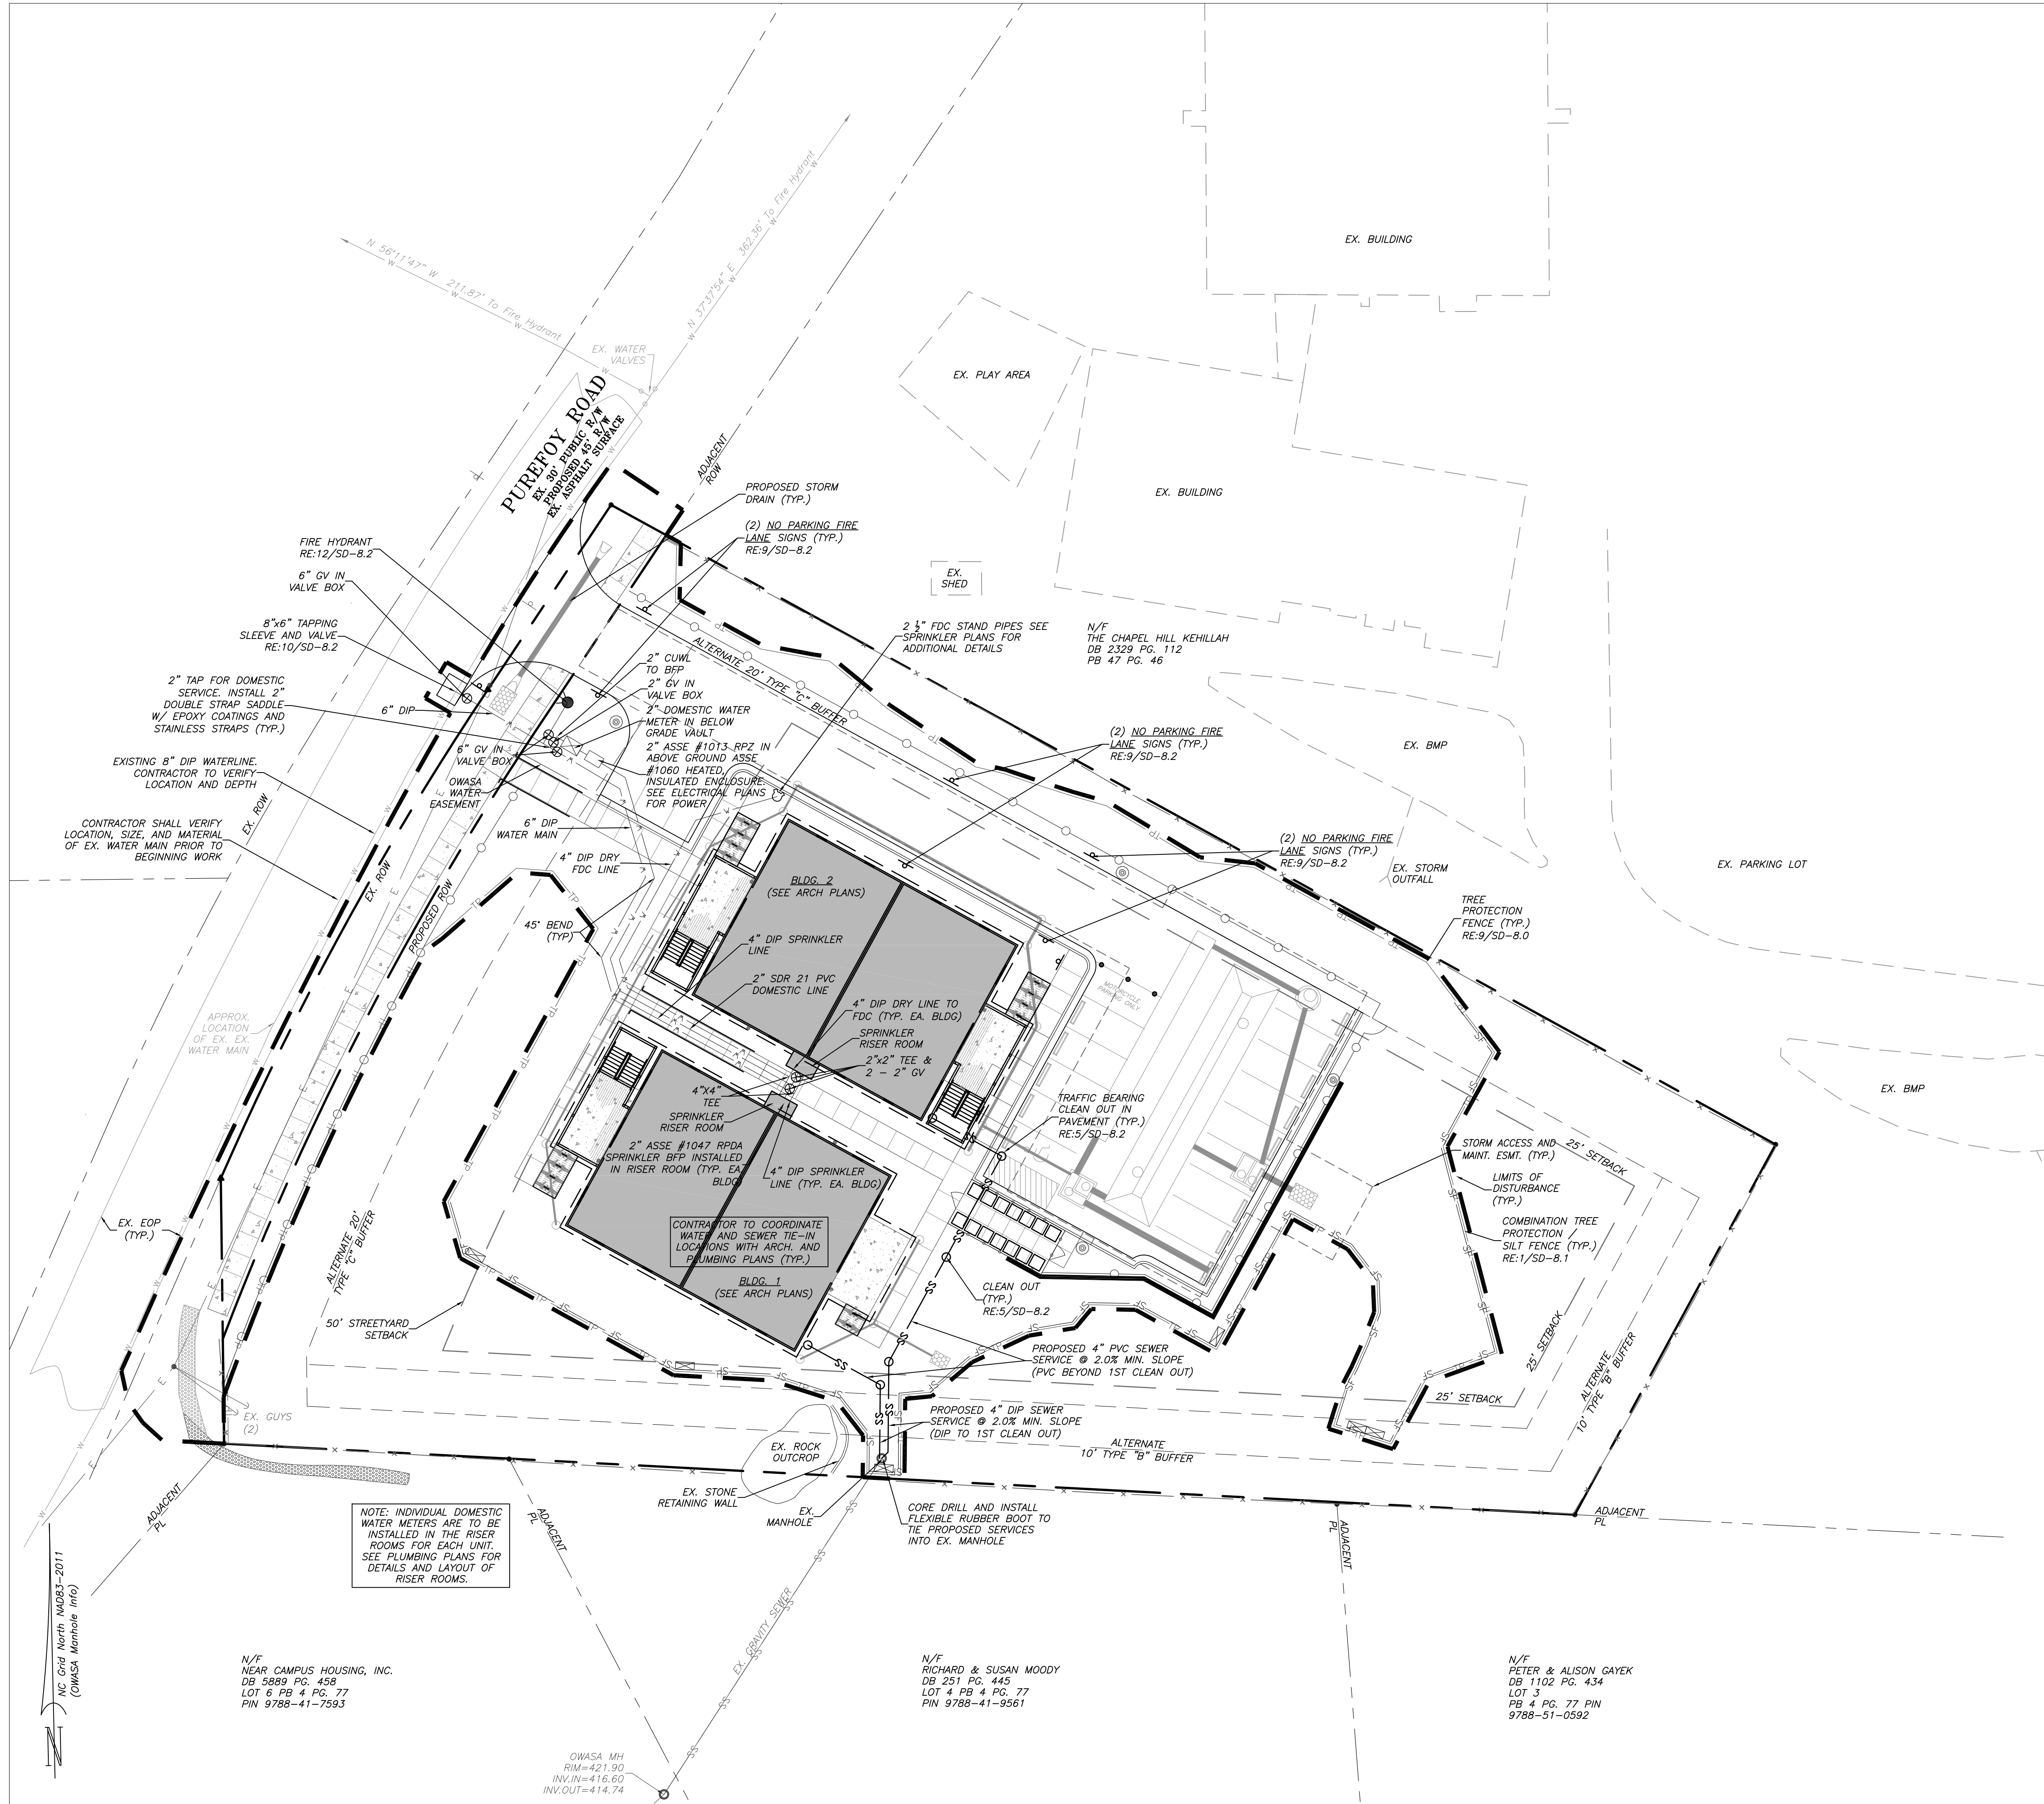 EX. BUILDING
N 56°11'47" W 211.87' To Fire Hydrant
N 37°37'54" E 362.36' To Fire Hydrant
EX. WATER
VALVES
EX. PLAY AREA
PUREFOY ROAD
EX. 30' PUBLIC R/W
PROPOSED 45' R/W
EX. ASPHALT SURFACE
ADJACENT
ROW
EX. BUILDING
PROPOSED STORM
DRAIN (TYP.)
(2) NO PARKING FIRE
LANE SIGNS (TYP.)
RE:9/SD-8.2
FIRE HYDRANT
RE:12/SD-8.2
6" GV IN
VALVE BOX
8"x6" TAPPING
SLEEVE AND VALVE
RE:10/SD-8.2
2" TAP FOR DOMESTIC
SERVICE. INSTALL 2"
DOUBLE STRAP SADDLE
W/ EPOXY COATINGS AND
STAINLESS STRAPS (TYP.)
6" DIP
EXISTING 8" DIP WATERLINE.
CONTRACTOR TO VERIFY
LOCATION AND DEPTH
CONTRACTOR SHALL VERIFY
LOCATION, SIZE, AND MATERIAL
OF EX. WATER MAIN PRIOR TO
BEGINNING WORK
EX. ROW
EX. ROW
PROPOSED ROW
EX.
SHED
2 ½" FDC STAND PIPES SEE
SPRINKLER PLANS FOR
ADDITIONAL DETAILS
N/F
THE CHAPEL HILL KEHILLAH
DB 2329 PG. 112
PB 47 PG. 46
ALTERNATE 20' TYPE "C" BUFFER
2" CUWL
TO BFP
2" GV IN
VALVE BOX
2" DOMESTIC WATER
METER IN BELOW
GRADE VAULT
2" ASSE #1013 RPZ IN
ABOVE GROUND ASSE
#1060 HEATED,
INSULATED ENCLOSURE.
SEE ELECTRICAL PLANS
FOR POWER
6" GV IN
VALVE BOX
OWASA
WATER
EASEMENT
6" DIP
WATER MAIN
4" DIP DRY
FDC LINE
45° BEND
(TYP)
(2) NO PARKING FIRE
LANE SIGNS (TYP.)
RE:9/SD-8.2
EX. BMP
(2) NO PARKING FIRE
LANE SIGNS (TYP.)
RE:9/SD-8.2
EX. STORM
OUTFALL
EX. PARKING LOT
TREE
PROTECTION
FENCE (TYP.)
RE:9/SD-8.0
BLDG. 2
(SEE ARCH PLANS)
4" DIP SPRINKLER
LINE
2" SDR 21 PVC
DOMESTIC LINE
4" DIP DRY LINE TO
FDC (TYP. EA. BLDG)
SPRINKLER
RISER ROOM
2"x2" TEE &
2 - 2" GV
MOTORCYCLE
PARKING ONLY
APPROX.
LOCATION
OF EX. EX.
WATER MAIN
4"X4"
TEE
SPRINKLER
RISER ROOM
2" ASSE #1047 RPDA
SPRINKLER BFP INSTALLED
IN RISER ROOM (TYP. EA.
BLDG)
4" DIP SPRINKLER
LINE (TYP. EA. BLDG)
TRAFFIC BEARING
CLEAN OUT IN
PAVEMENT (TYP.)
RE:5/SD-8.2
EX. BMP
STORM ACCESS AND
MAINT. ESMT. (TYP.)
25' SETBACK
LIMITS OF
DISTURBANCE
(TYP.)
COMBINATION TREE
PROTECTION /
SILT FENCE (TYP.)
RE:1/SD-8.1
EX. EOP
(TYP.)
ALTERNATE 20'
TYPE "C" BUFFER
CONTRACTOR TO COORDINATE
WATER AND SEWER TIE-IN
LOCATIONS WITH ARCH. AND
PLUMBING PLANS (TYP.)
BLDG. 1
(SEE ARCH PLANS)
CLEAN OUT
(TYP.)
RE:5/SD-8.2
50' STREETYARD
SETBACK
PROPOSED 4" PVC SEWER
SERVICE @ 2.0% MIN. SLOPE
(PVC BEYOND 1ST CLEAN OUT)
25' SETBACK
ALTERNATE
10' TYPE "B" BUFFER
25' SETBACK
EX. GUYS
(2)
PROPOSED 4" DIP SEWER
SERVICE @ 2.0% MIN. SLOPE
(DIP TO 1ST CLEAN OUT)
EX. ROCK
OUTCROP
ALTERNATE
10' TYPE "B" BUFFER
EX. STONE
RETAINING WALL
EX.
MANHOLE
CORE DRILL AND INSTALL
FLEXIBLE RUBBER BOOT TO
TIE PROPOSED SERVICES
INTO EX. MANHOLE
ADJACENT
PL
ADJACENT
PL
ADJACENT
PL
ADJACENT
PL
NOTE: INDIVIDUAL DOMESTIC
WATER METERS ARE TO BE
INSTALLED IN THE RISER
ROOMS FOR EACH UNIT.
SEE PLUMBING PLANS FOR
DETAILS AND LAYOUT OF
RISER ROOMS.
NC Grid North NAD83-2011
(OWASA Manhole Info)
N
EX. GRAVITY SEWER
N/F
NEAR CAMPUS HOUSING, INC.
DB 5889 PG. 458
LOT 6 PB 4 PG. 77
PIN 9788-41-7593
N/F
RICHARD & SUSAN MOODY
DB 251 PG. 445
LOT 4 PB 4 PG. 77
PIN 9788-41-9561
N/F
PETER & ALISON GAYEK
DB 1102 PG. 434
LOT 3
PB 4 PG. 77 PIN
9788-51-0592
OWASA MH
RIM=421.90
INV.IN=416.60
INV.OUT=414.74